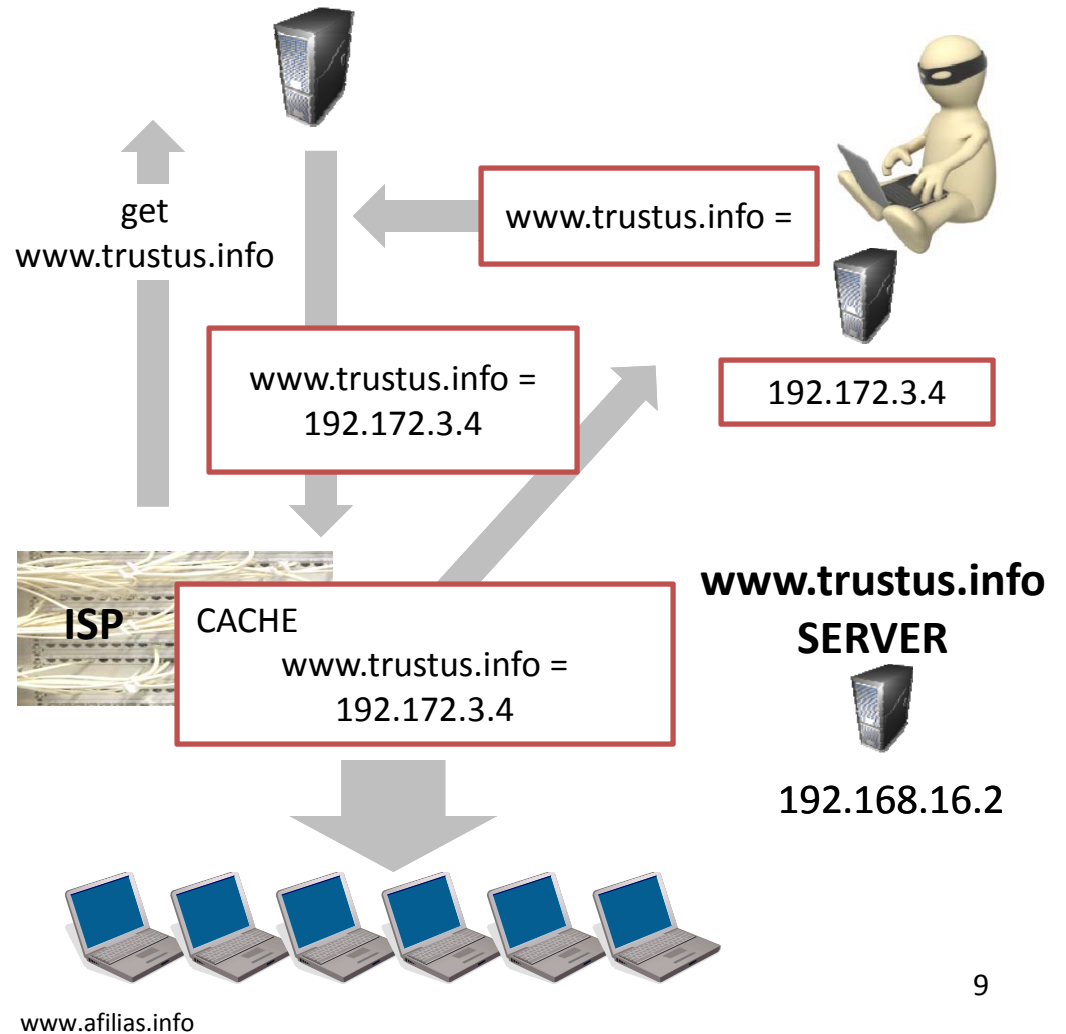 get
www.trustus.info
www.trustus.info =
www.trustus.info =
192.172.3.4
192.172.3.4
ISP
CACHE
www.trustus.info =
192.172.3.4
www.trustus.info
SERVER
192.168.16.2
9
www.afilias.info